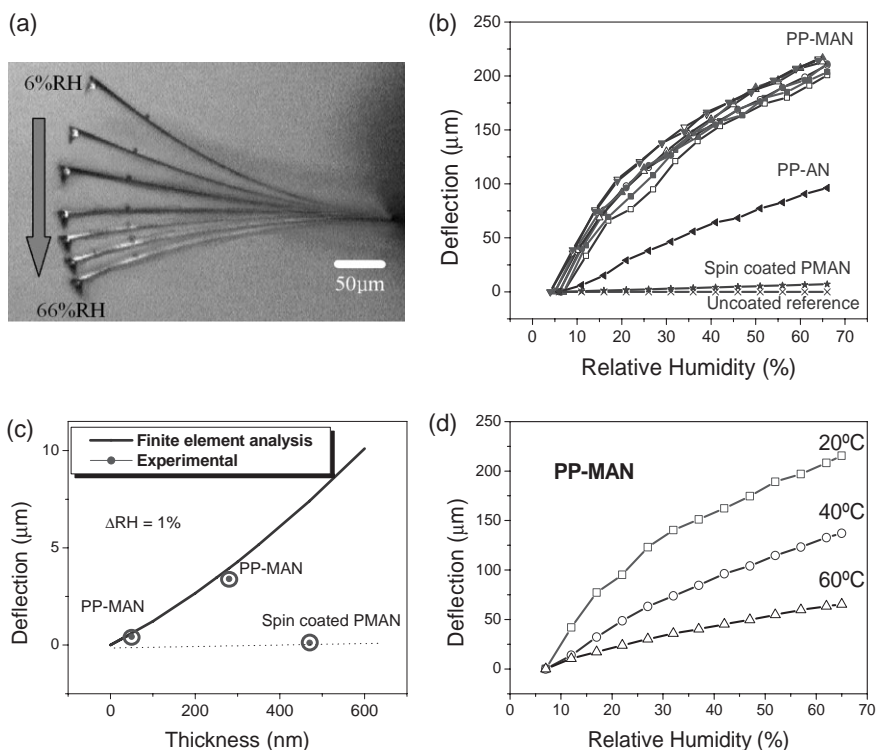 (a)
6%RH
66%RH
50μm
(b)
Deflection (μm)
250
200
150
100
50
0
PP-MAN
PP-AN
Spin coated PMAN
Uncoated reference
0 10 20 30 40 50 60 70
Relative Humidity (%)
(c)
Deflection (μm)
10
5
0
Finite element analysis
Experimental
ΔRH = 1%
PP-MAN
PP-MAN
Spin coated PMAN
0 200 400 600
Thickness (nm)
(d)
Deflection (μm)
250
200
150
100
50
0
PP-MAN
20ºC
40ºC
60ºC
0 10 20 30 40 50 60 70
Relative Humidity (%)